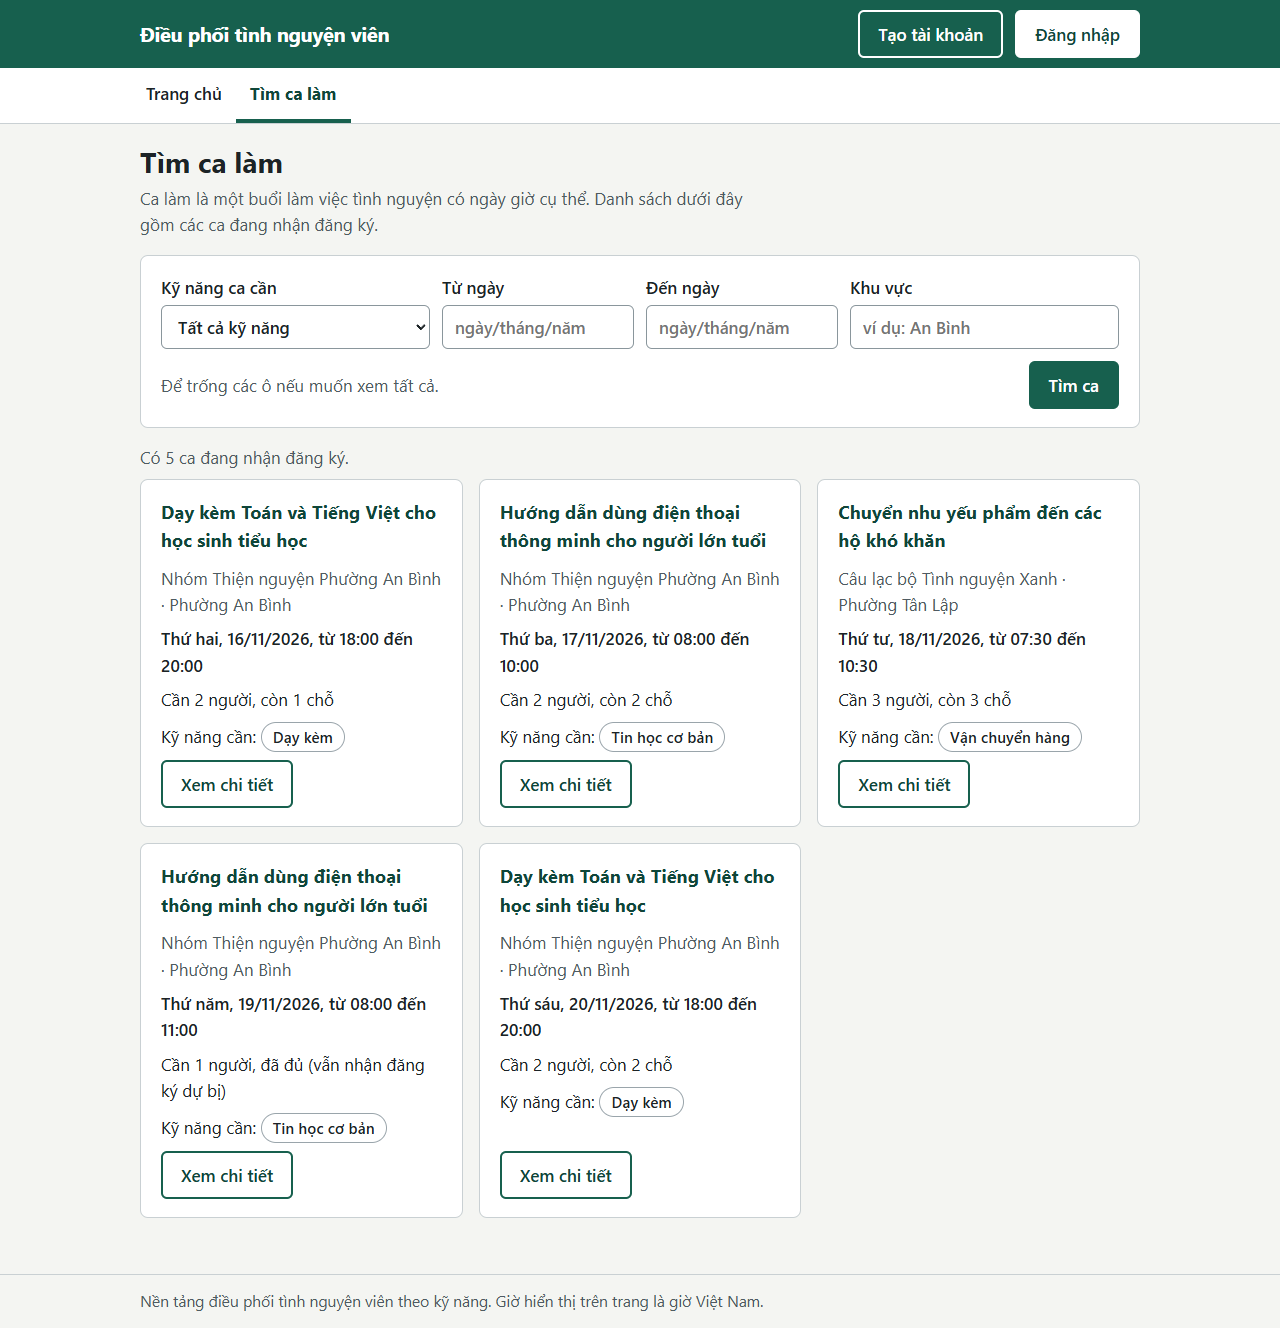 Điều phối tình nguyện viên
Tạo tài khoản
Đăng nhập
Trang chủ
Tìm ca làm
Tìm ca làm
Ca làm là một buổi làm việc tình nguyện có ngày giờ cụ thể. Danh sách dưới đây
gồm các ca đang nhận đăng ký.
Kỹ năng ca cần
Từ ngày
Đến ngày
Khu vực
Tất cả kỹ năng
ngày/tháng/năm
ngày/tháng/năm
ví dụ: An Bình
Để trống các ô nếu muốn xem tất cả.
Tìm ca
Có 5 ca đang nhận đăng ký.
Dạy kèm Toán và Tiếng Việt cho
học sinh tiểu học
Nhóm Thiện nguyện Phường An Bình
· Phường An Bình
Thứ hai, 16/11/2026, từ 18:00 đến
20:00
Cần 2 người, còn 1 chỗ
Kỹ năng cần: Dạy kèm
Xem chi tiết
Hướng dẫn dùng điện thoại
thông minh cho người lớn tuổi
Nhóm Thiện nguyện Phường An Bình
· Phường An Bình
Thứ ba, 17/11/2026, từ 08:00 đến
10:00
Cần 2 người, còn 2 chỗ
Kỹ năng cần: Tin học cơ bản
Xem chi tiết
Chuyển nhu yếu phẩm đến các
hộ khó khăn
Câu lạc bộ Tình nguyện Xanh ·
Phường Tân Lập
Thứ tư, 18/11/2026, từ 07:30 đến
10:30
Cần 3 người, còn 3 chỗ
Kỹ năng cần: Vận chuyển hàng
Xem chi tiết
Hướng dẫn dùng điện thoại
thông minh cho người lớn tuổi
Nhóm Thiện nguyện Phường An Bình
· Phường An Bình
Thứ năm, 19/11/2026, từ 08:00 đến
11:00
Cần 1 người, đã đủ (vẫn nhận đăng
ký dự bị)
Kỹ năng cần: Tin học cơ bản
Xem chi tiết
Dạy kèm Toán và Tiếng Việt cho
học sinh tiểu học
Nhóm Thiện nguyện Phường An Bình
· Phường An Bình
Thứ sáu, 20/11/2026, từ 18:00 đến
20:00
Cần 2 người, còn 2 chỗ
Kỹ năng cần: Dạy kèm
Xem chi tiết
Nền tảng điều phối tình nguyện viên theo kỹ năng. Giờ hiển thị trên trang là giờ Việt Nam.